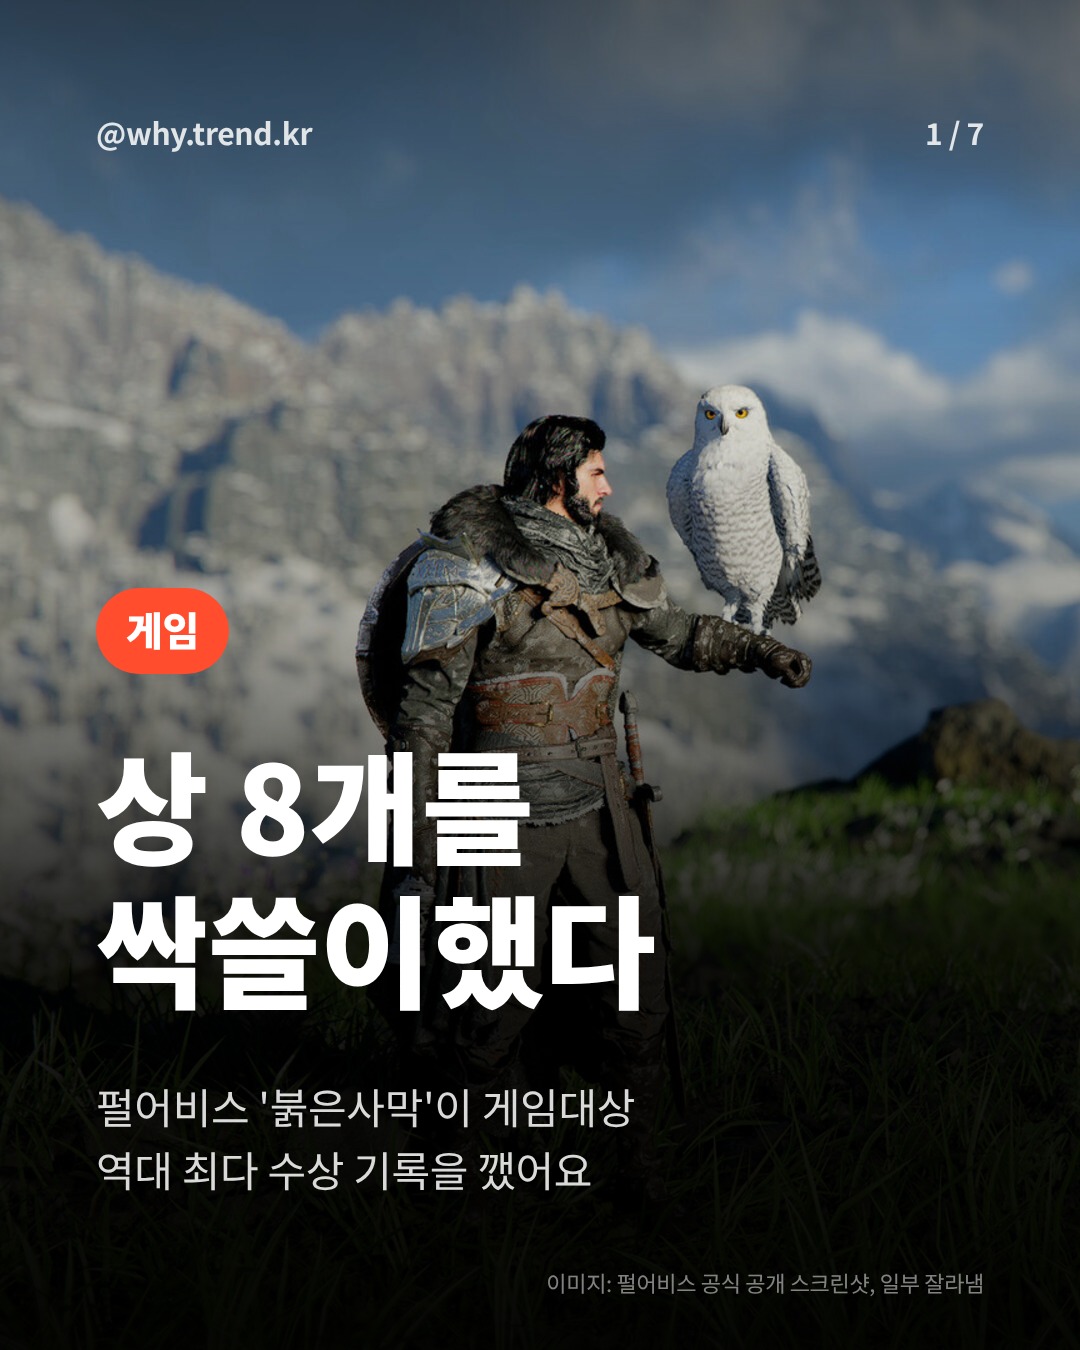 @why.trend.kr
1 / 7
게임
상 8개를
싹쓸이했다
펄어비스 '붉은사막'이 게임대상
역대 최다 수상 기록을 깼어요
이미지: 펄어비스 공식 공개 스크린샷, 일부 잘라냄